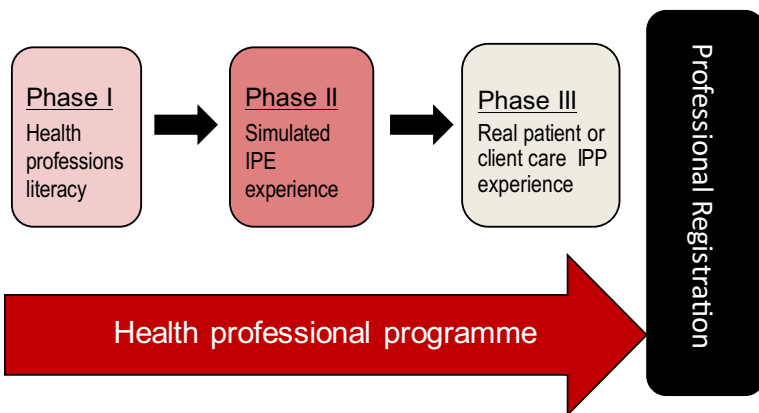 Phase I
Health
professions
literacy
Phase II
Simulated
IPE
experience
Phase III
Real patient or
client care IPP
experience
Professional Registration
Health professional programme